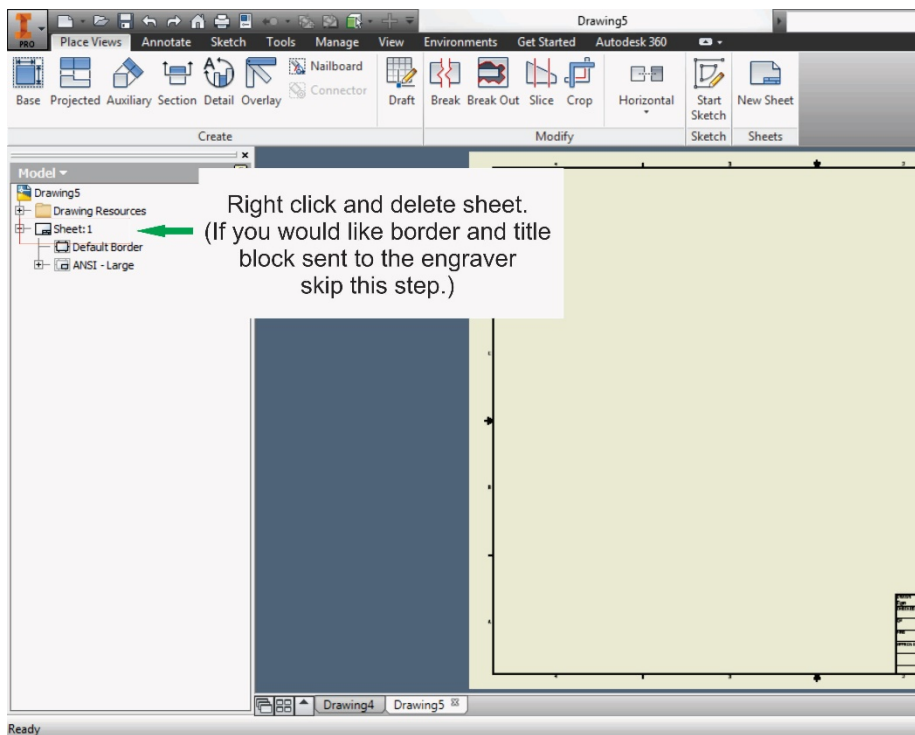 Drawing5
PRO
Place Views Annotate Sketch Tools Manage View Environments Get Started Autodesk 360
Base Projected Auxiliary Section Detail Overlay
Nailboard
Connector
Draft Break Break Out Slice Crop Horizontal
Start Sketch
New Sheet
Create Modify Sketch Sheets
Model
Drawing5
Drawing Resources
Sheet:1
Default Border
ANSI - Large
Right click and delete sheet.
(If you would like border and title
block sent to the engraver
skip this step.)
Drawing4 Drawing5
Ready